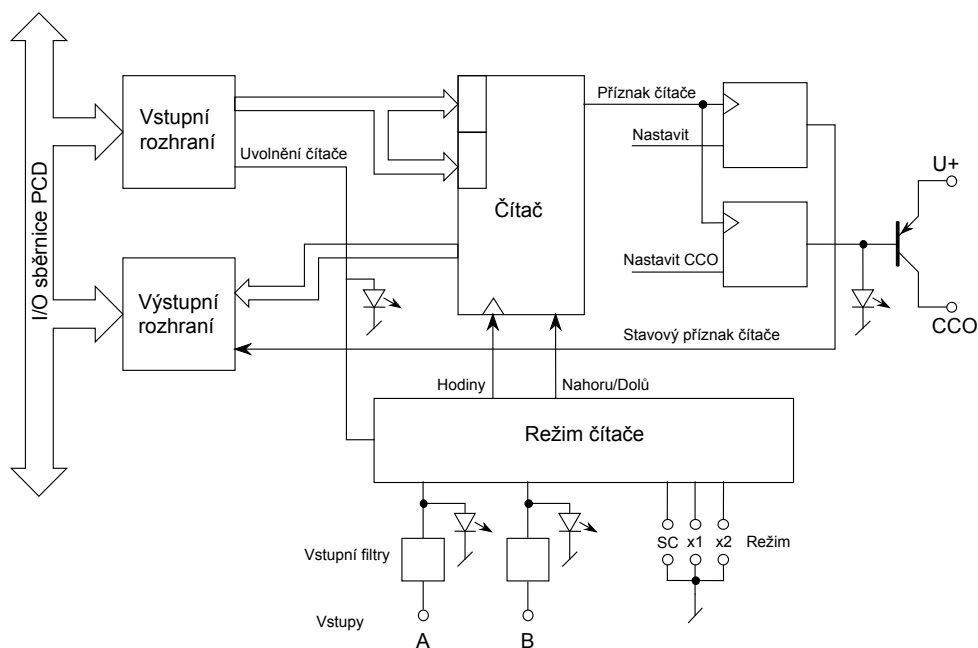 I/O sběrnice PCD
Vstupní
rozhraní
Uvolnění čítače
Čítač
Příznak čítače
Nastavit
Nastavit CCO
U+
CCO
Výstupní
rozhraní
Stavový příznak čítače
Hodiny
Nahoru/Dolů
Režim čítače
Vstupní filtry
SC
x1
x2
Režim
Vstupy
A
B